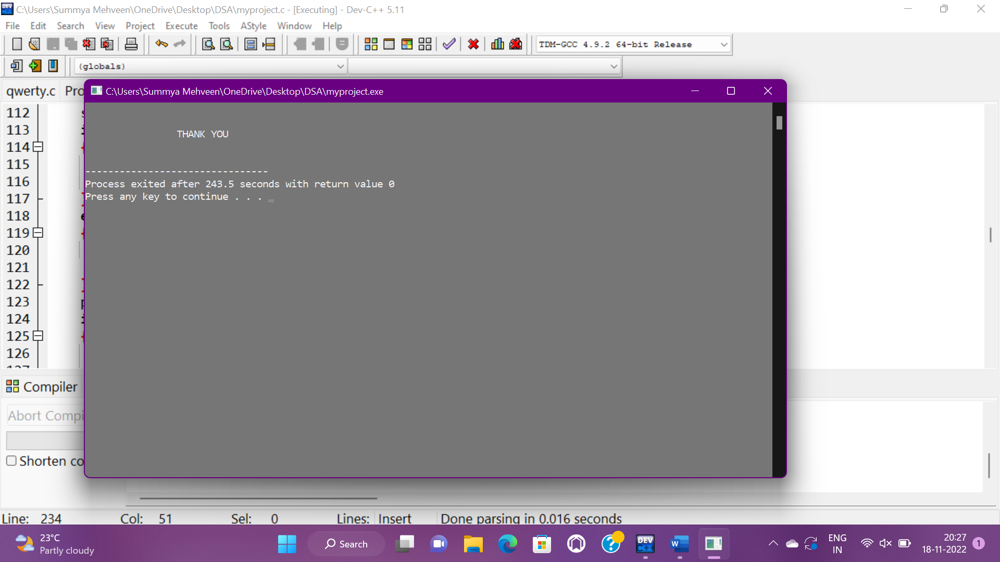 C:\Users\Summya Mehveen\OneDrive\Desktop\DSA\myproject.c - [Executing] - Dev-C++ 5.11
File Edit Search View Project Execute Tools AStyle Window Help
TDM-GCC 4.9.2 64-bit Release
(globals)
qwerty.c Pro
C:\Users\Summya Mehveen\OneDrive\Desktop\DSA\myproject.exe
THANK YOU
--------------------------------
Process exited after 243.5 seconds with return value 0
Press any key to continue . . .
112
113
114
115
116
117
118
119
120
121
122
123
124
125
126
Compiler
Abort Compi
Shorten co
Line: 234 Col: 51 Sel: 0 Lines: Insert Done parsing in 0.016 seconds
23°C
Partly cloudy
Search
DEV
C++
W
ENG
IN
20:27
18-11-2022
1